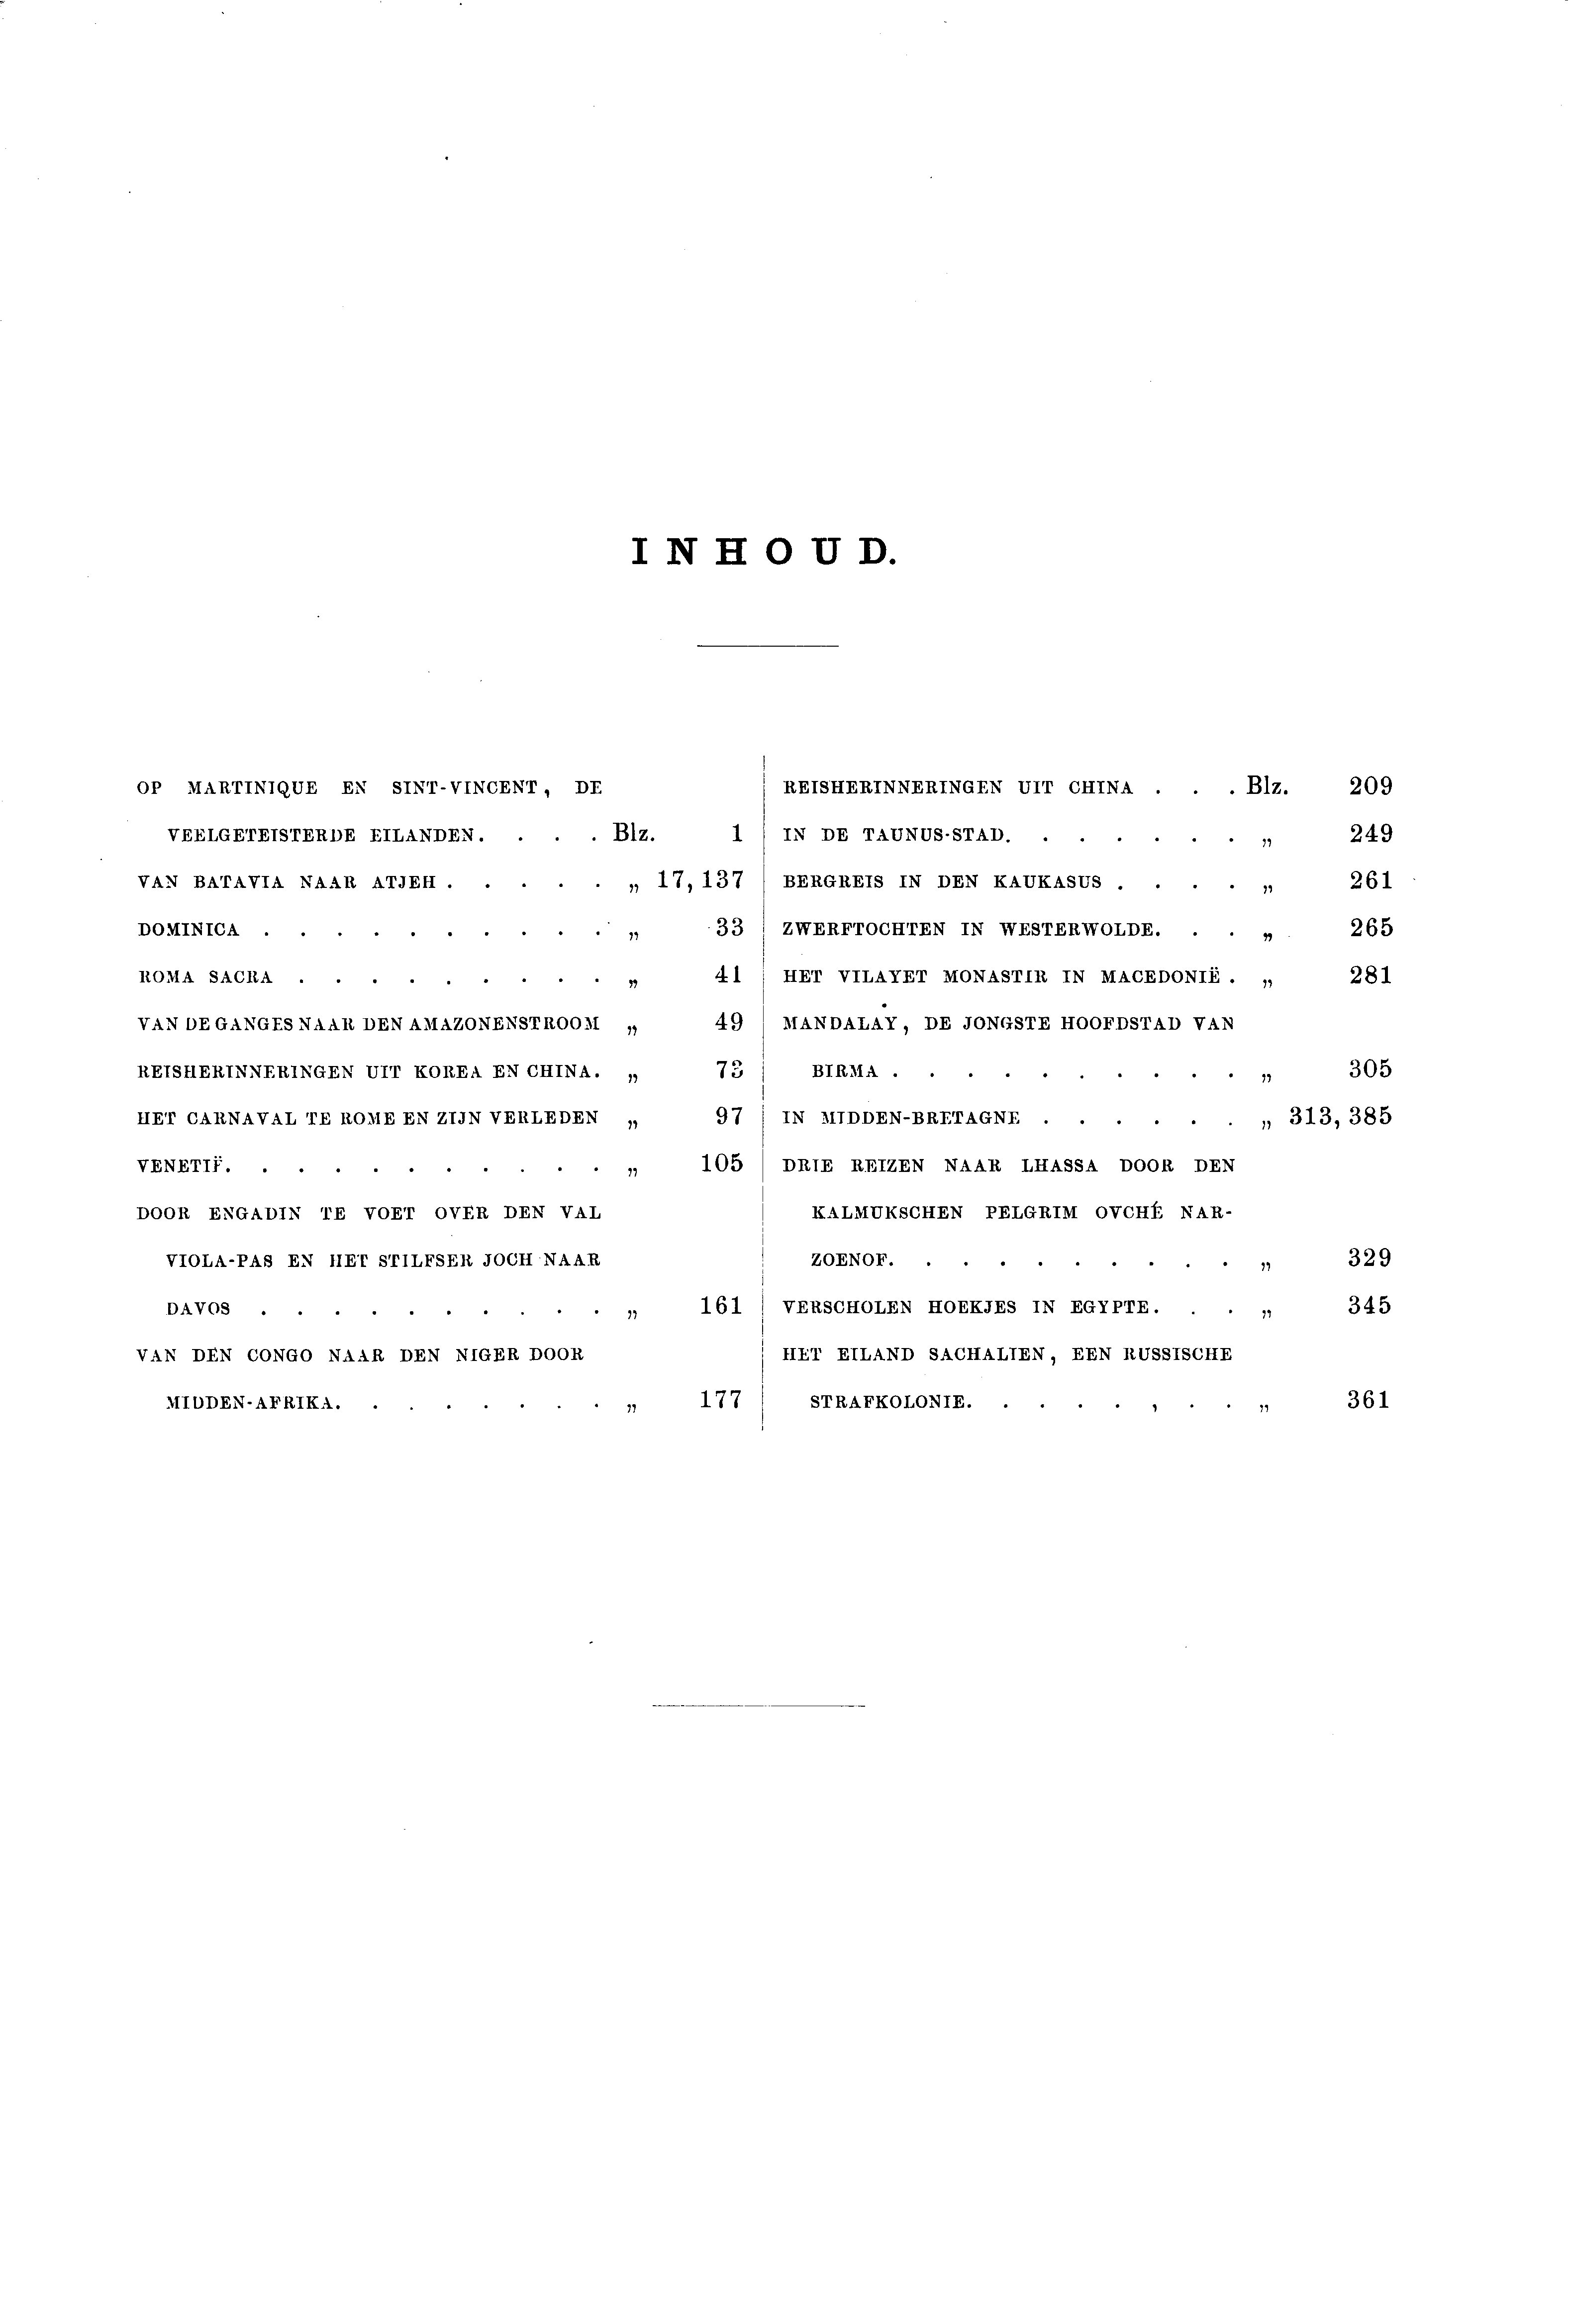 INHOUD.
OP MARTINIQUE EN SINT-VINCENT, DE
VEELGETEISTERDE EILANDEN. . . . Blz. 1
VAN BATAVIA NAAR ATJEH . . . . . „ 17, 137
DOMINICA . . . . . . . . . . „ 33
ROMA SACRA . . . . . . . . . „ 41
VAN DE GANGES NAAR DEN AMAZONENSTROOM „ 49
REISHERINNERINGEN UIT KOREA EN CHINA. „ 73
HET CARNAVAL TE ROME EN ZIJN VERLEDEN „ 97
VENETIË. . . . . . . . . . . „ 105
DOOR ENGADIN TE VOET OVER DEN VAL
VIOLA-PAS EN HET STILFSER JOCH NAAR
DAVOS . . . . . . . . . . „ 161
VAN DEN CONGO NAAR DEN NIGER DOOR
MIDDEN-AFRIKA. . . . . . . . „ 177
REISHERINNERINGEN UIT CHINA . . . Blz. 209
IN DE TAUNUS-STAD. . . . . . . „ 249
BERGREIS IN DEN KAUKASUS . . . . „ 261
ZWERFTOCHTEN IN WESTERWOLDE. . . „ 265
HET VILAYET MONASTIR IN MACEDONIË . „ 281
MANDALAY, DE JONGSTE HOOFDSTAD VAN
BIRMA . . . . . . . . . . „ 305
IN MIDDEN-BRETAGNE . . . . . . „ 313, 385
DRIE REIZEN NAAR LHASSA DOOR DEN
KALMUKSCHEN PELGRIM OVCHÉ NAR-
ZOENOF. . . . . . . . . . „ 329
VERSCHOLEN HOEKJES IN EGYPTE. . . „ 345
HET EILAND SACHALIEN, EEN RUSSISCHE
STRAFKOLONIE. . . . . , . . „ 361